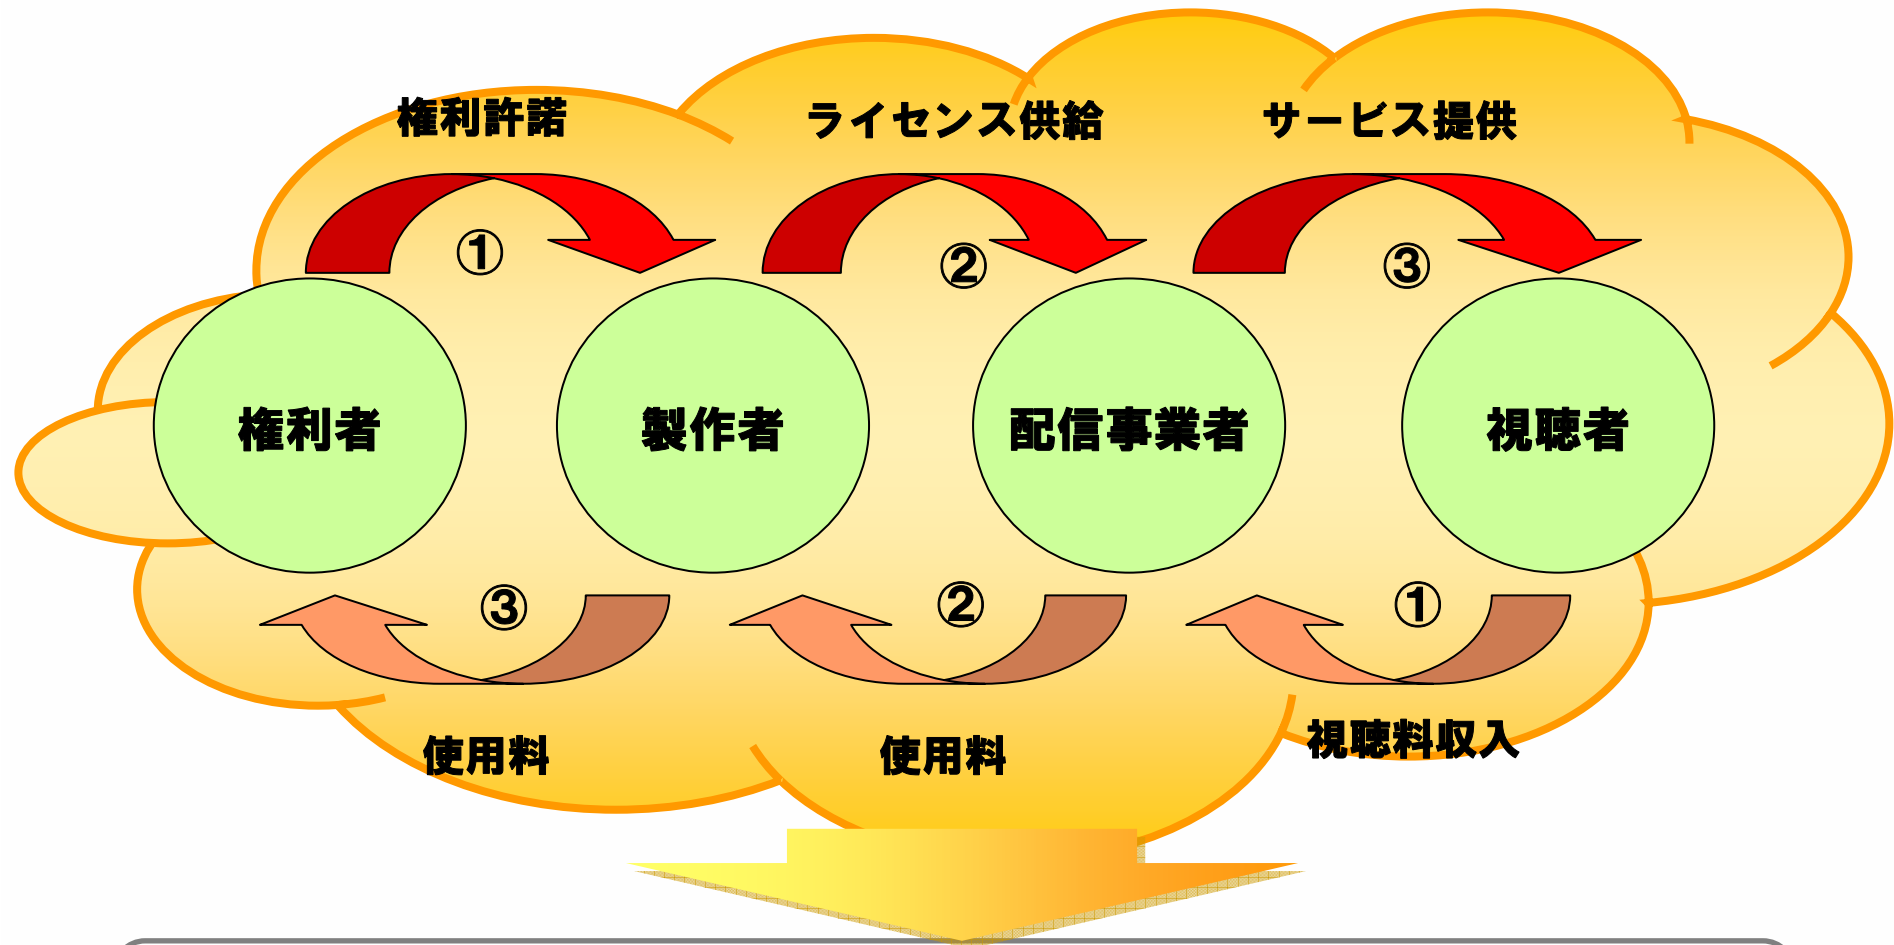 権利許諾
ライセンス供給
サービス提供
①
②
③
権利者
製作者
配信事業者
視聴者
③
②
①
使用料
使用料
視聴料収入